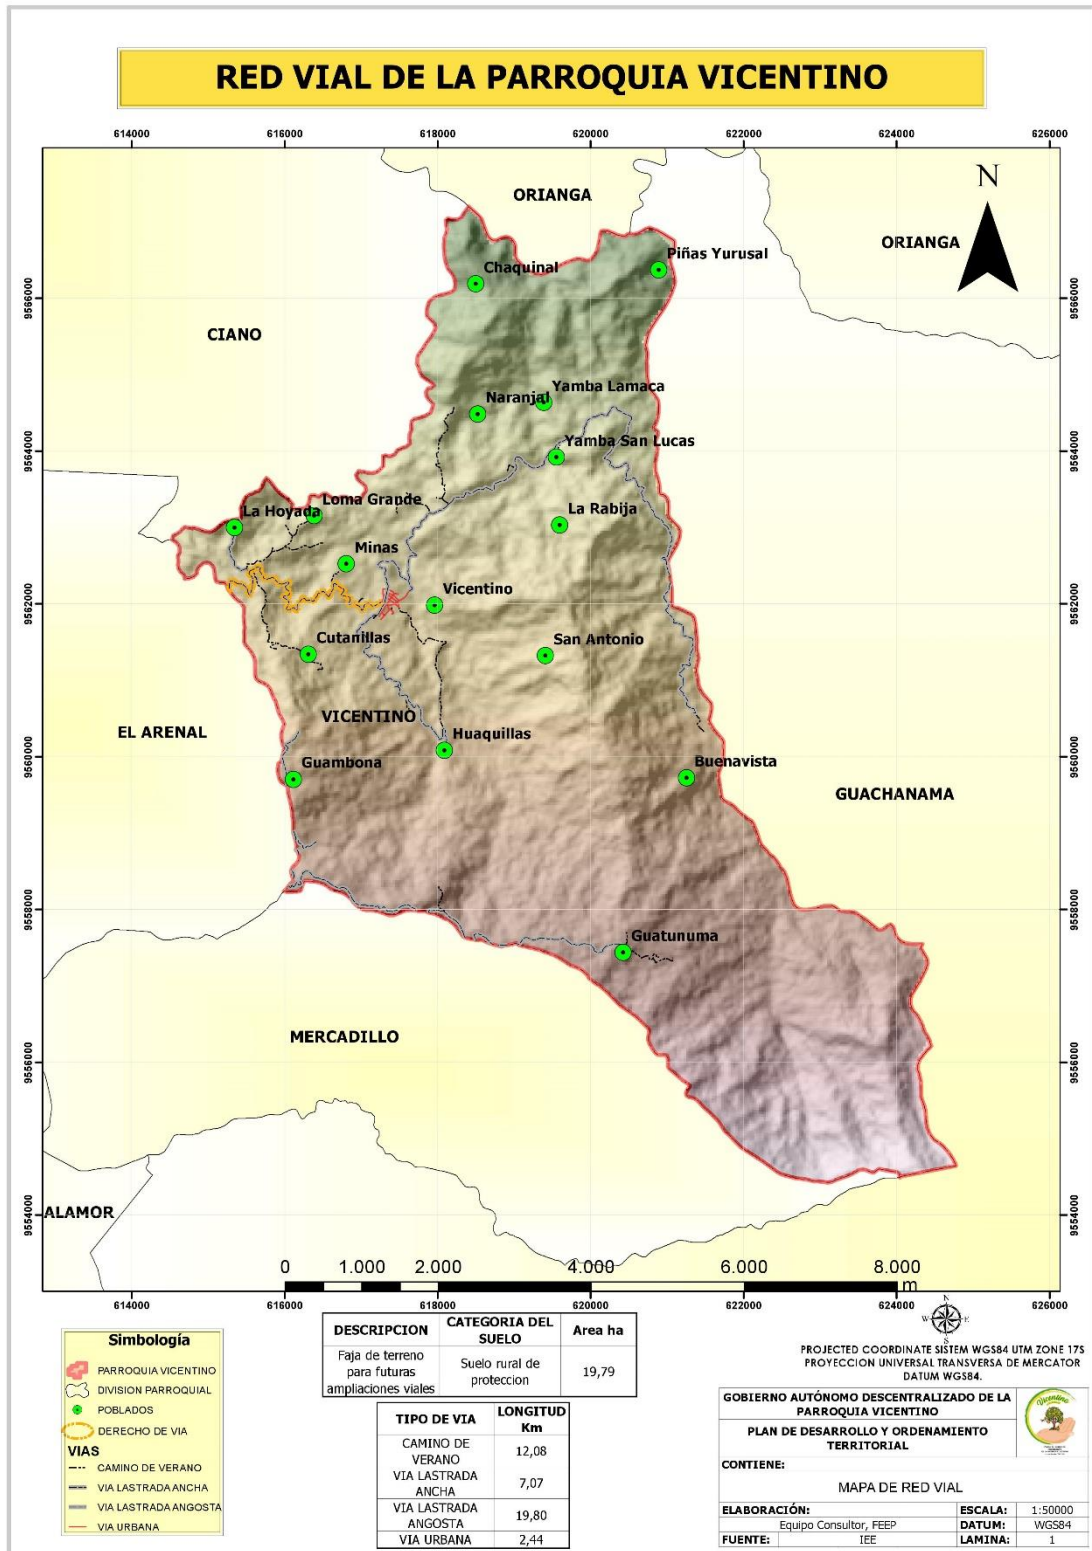 RED VIAL DE LA PARROQUIA VICENTINO
614000 616000 618000 620000 622000 624000 626000
N
ORIANGA
ORIANGA
Piñas Yurusal
Chaquinal
9566000 9566000
CIANO
Yamba Lamaca
Naranjal
Yamba San Lucas
9564000 9564000
Loma Grande
La Hoyada
La Rabija
Minas
Vicentino
9562000 9562000
Cutanillas
San Antonio
VICENTINO
EL ARENAL
Huaquillas
Guambona
Buenavista
9560000 9560000
GUACHANAMA
9558000 9558000
Guatunuma
MERCADILLO
9556000 9556000
ALAMOR
9554000 9554000
0 1.000 2.000 4.000 6.000 8.000
m
614000 616000 618000 620000 622000 624000 626000
Simbología
PARROQUIA VICENTINO
DIVISION PARROQUIAL
POBLADOS
DERECHO DE VIA
VIAS
CAMINO DE VERANO
VIA LASTRADA ANCHA
VIA LASTRADA ANGOSTA
VIA URBANA
DESCRIPCION CATEGORIA DEL SUELO Area ha
Faja de terreno para futuras ampliaciones viales Suelo rural de proteccion 19,79
TIPO DE VIA LONGITUD Km
CAMINO DE VERANO 12,08
VIA LASTRADA ANCHA 7,07
VIA LASTRADA ANGOSTA 19,80
VIA URBANA 2,44
N
W E
S
PROJECTED COORDINATE SISTEM WGS84 UTM ZONE 17S
PROYECCION UNIVERSAL TRANSVERSA DE MERCATOR
DATUM WGS84.
GOBIERNO AUTÓNOMO DESCENTRALIZADO DE LA
PARROQUIA VICENTINO
PLAN DE DESARROLLO Y ORDENAMIENTO
TERRITORIAL
Vicentino
CONTIENE:
MAPA DE RED VIAL
ELABORACIÓN: ESCALA: 1:50000
Equipo Consultor, FEEP DATUM: WGS84
FUENTE: IEE LAMINA: 1